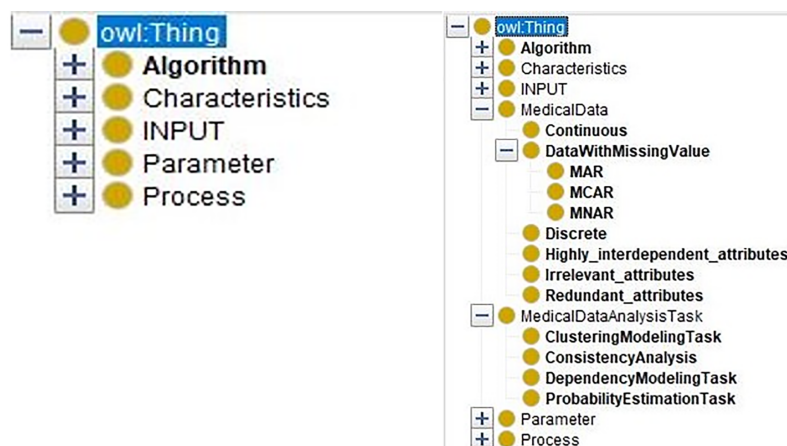 owl:Thing
Algorithm
Characteristics
INPUT
Parameter
Process
owl:Thing
Algorithm
Characteristics
INPUT
MedicalData
Continuous
DataWithMissingValue
MAR
MCAR
MNAR
Discrete
Highly_interdependent_attributes
Irrelevant_attributes
Redundant_attributes
MedicalDataAnalysisTask
ClusteringModelingTask
ConsistencyAnalysis
DependencyModelingTask
ProbabilityEstimationTask
Parameter
Process